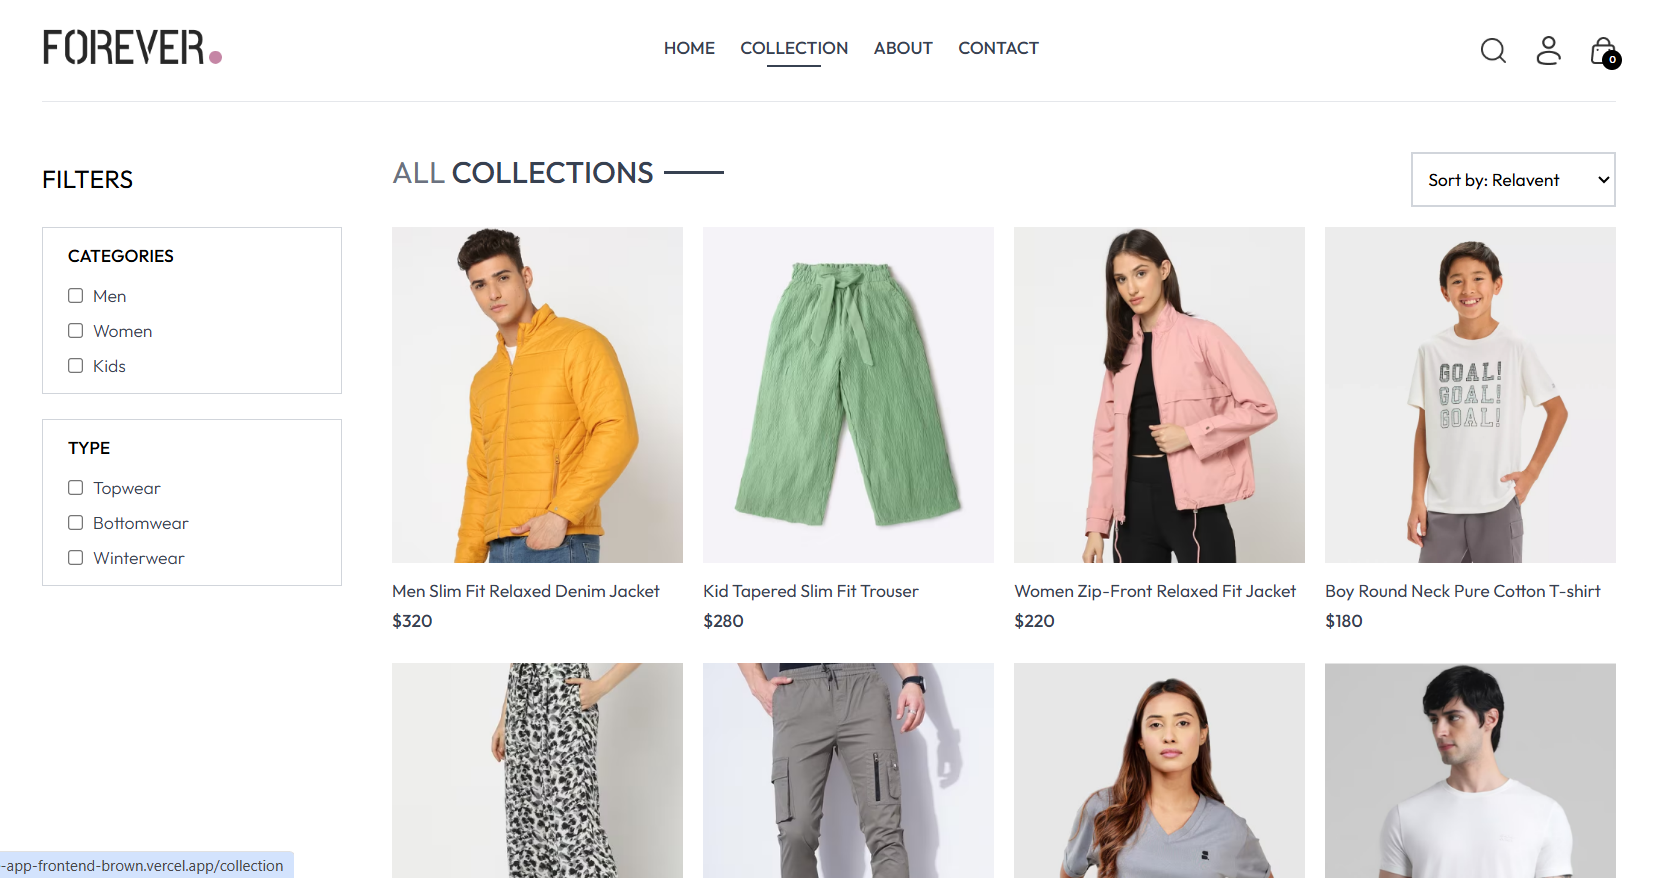 FOREVER.
HOME COLLECTION ABOUT CONTACT
0
FILTERS
CATEGORIES
Men
Women
Kids
TYPE
Topwear
Bottomwear
Winterwear
ALL COLLECTIONS
Sort by: Relavent
GOAL!
GOAL!
GOAL!
Men Slim Fit Relaxed Denim Jacket
$320
Kid Tapered Slim Fit Trouser
$280
Women Zip-Front Relaxed Fit Jacket
$220
Boy Round Neck Pure Cotton T-shirt
$180
-app-frontend-brown.vercel.app/collection